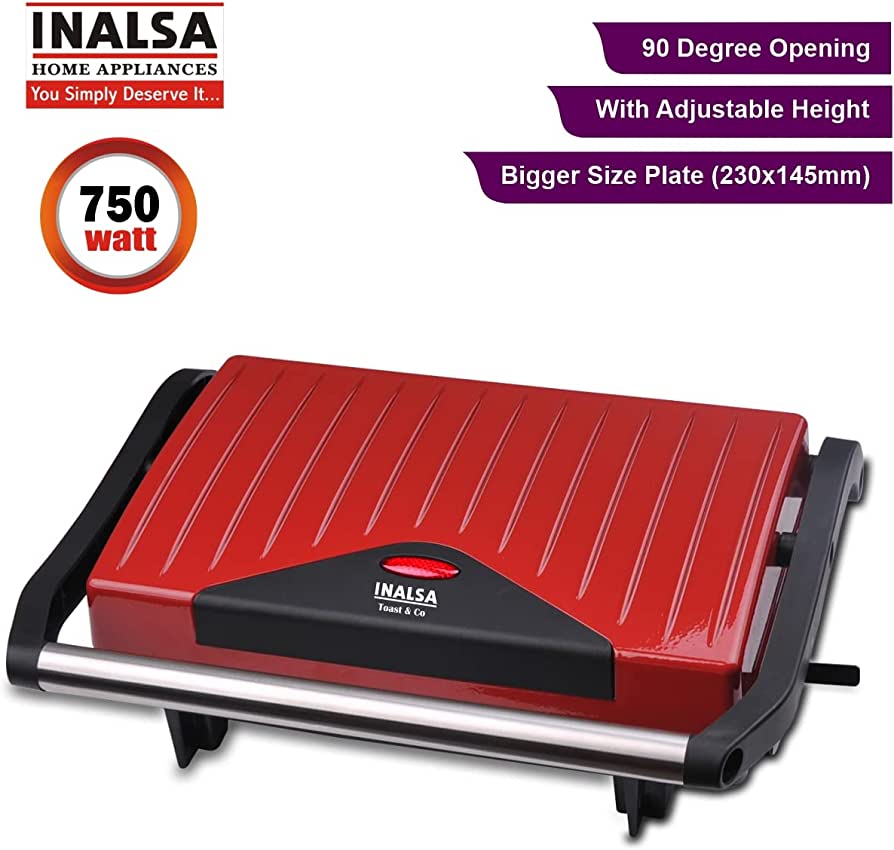 INALSA
HOME APPLIANCES
You Simply Deserve It...
90 Degree Opening
With Adjustable Height
Bigger Size Plate (230x145mm)
750
watt
INALSA
Toast & Co